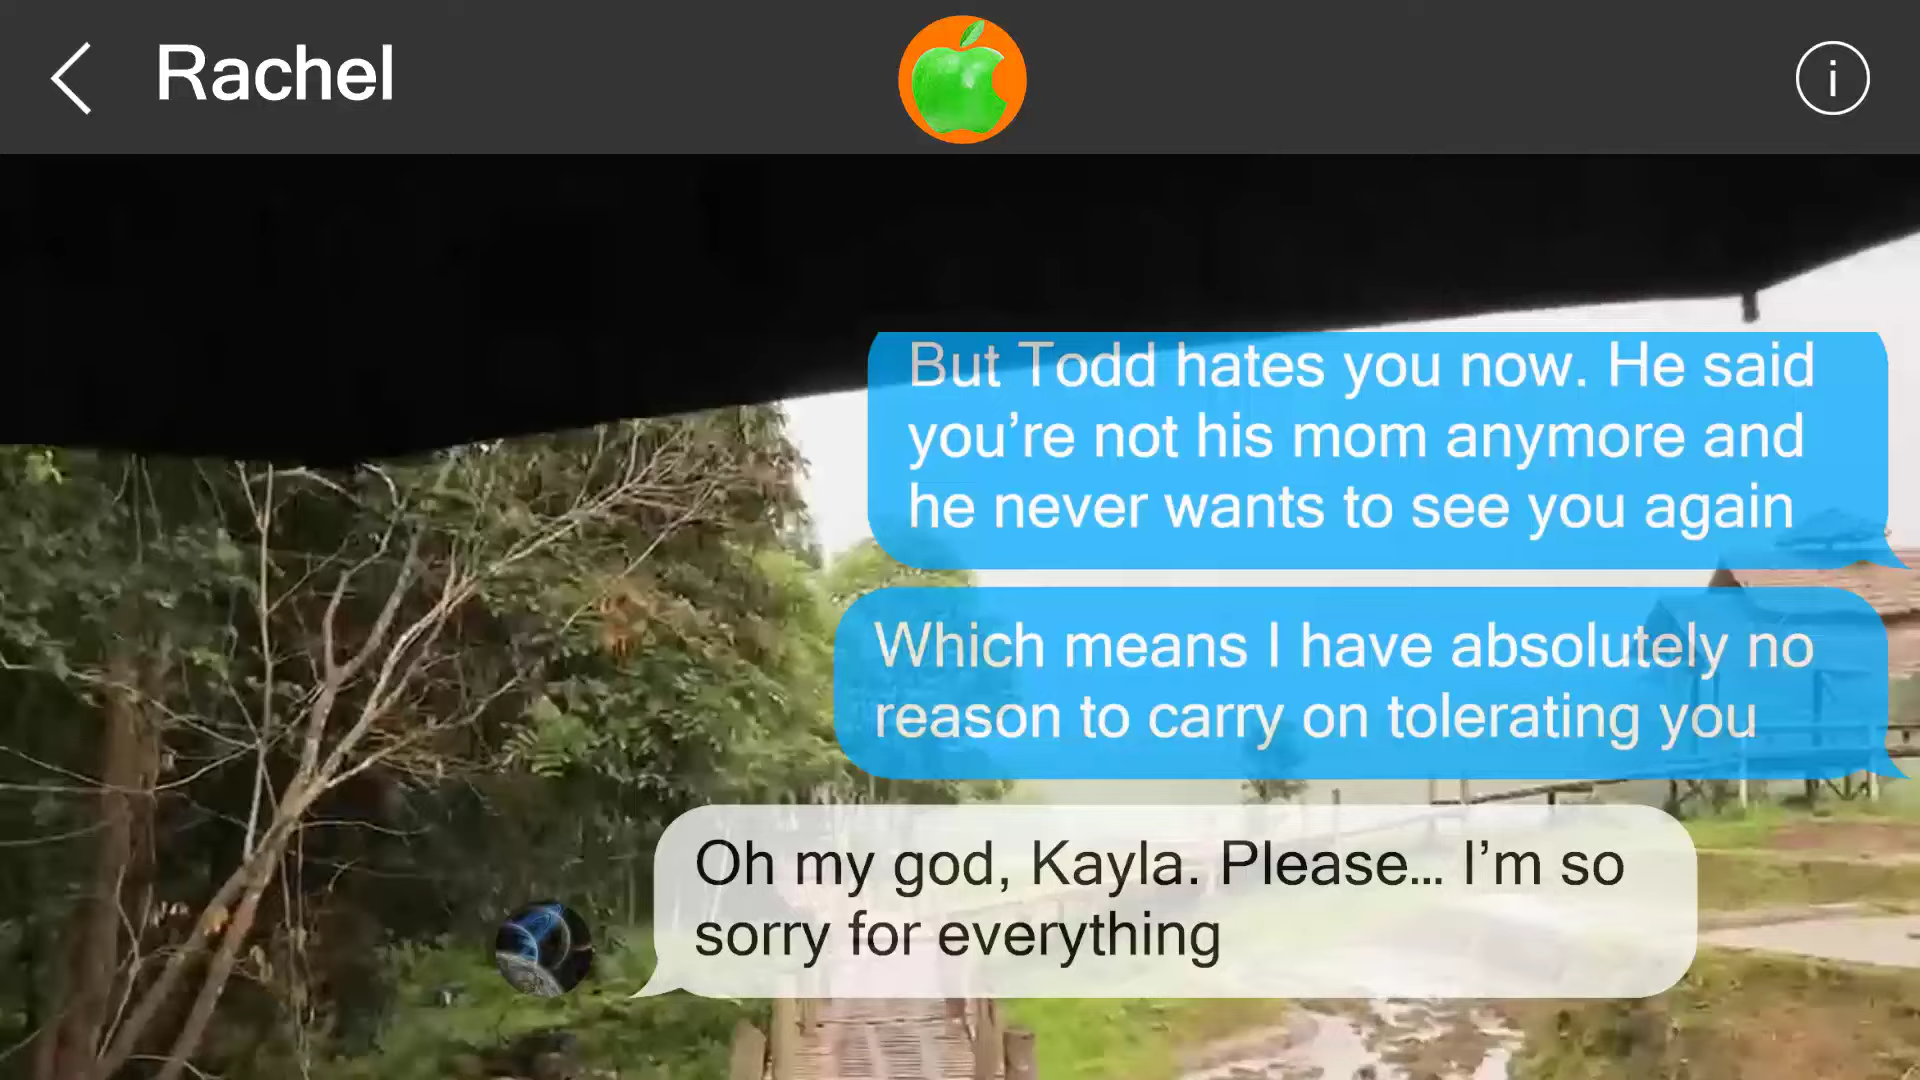 Rachel
But Todd hates you now. He said
you’re not his mom anymore and
he never wants to see you again
Which means I have absolutely no
reason to carry on tolerating you
Oh my god, Kayla. Please... I’m so
sorry for everything